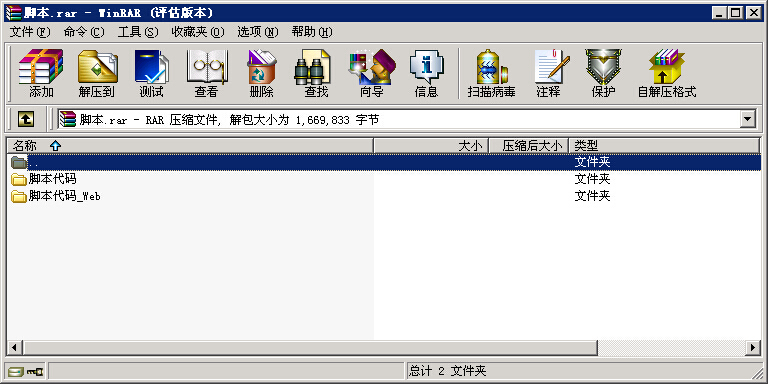 脚本.rar - WinRAR (评估版本)
文件(F) 命令(C) 工具(S) 收藏夹(O) 选项(N) 帮助(H)
添加 解压到 测试 查看 删除 查找 向导 信息 扫描病毒 注释 保护 自解压格式
脚本.rar - RAR 压缩文件, 解包大小为 1,669,833 字节
名称 大小 压缩后大小 类型
.. 文件夹
脚本代码 文件夹
脚本代码_Web 文件夹
总计 2 文件夹